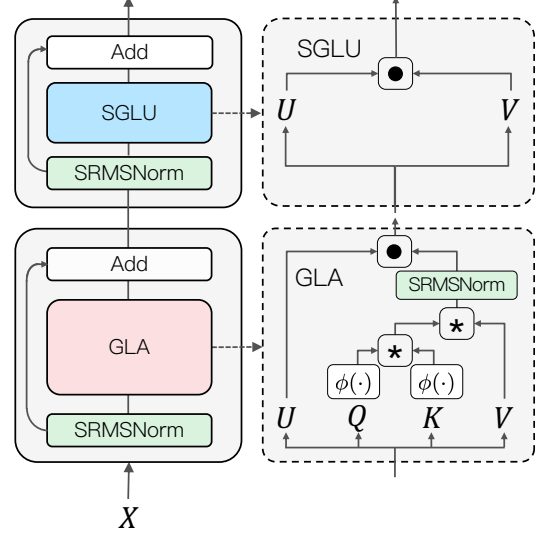 Add
SGLU
SRMSNorm
Add
GLA
SRMSNorm
X
SGLU
U V
GLA
SRMSNorm
*
*
ϕ(·) ϕ(·)
U Q K V